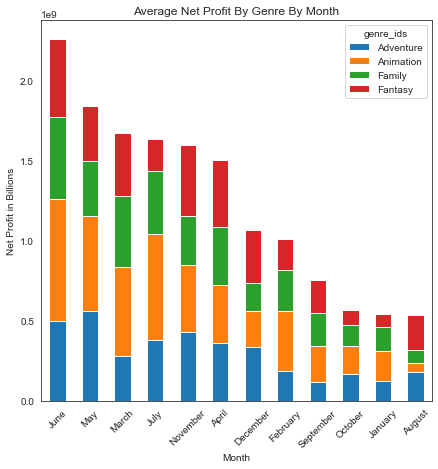 Average Net Profit By Genre By Month
1e9
genre_ids
Adventure
Animation
Family
Fantasy
2.0
1.5
1.0
0.5
0.0
Net Profit in Billions
June
May
March
July
November
April
December
February
September
October
January
August
Month